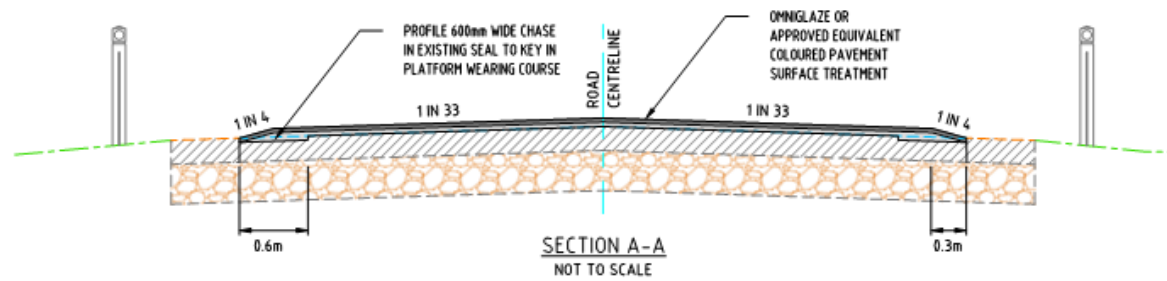 PROFILE 600mm WIDE CHASE
IN EXISTING SEAL TO KEY IN
PLATFORM WEARING COURSE
ROAD
CENTRELINE
OMNIGLAZE OR
APPROVED EQUIVALENT
COLOURED PAVEMENT
SURFACE TREATMENT
1 IN 4
1 IN 33
1 IN 33
1 IN 4
0.6m
0.3m
SECTION A-A
NOT TO SCALE